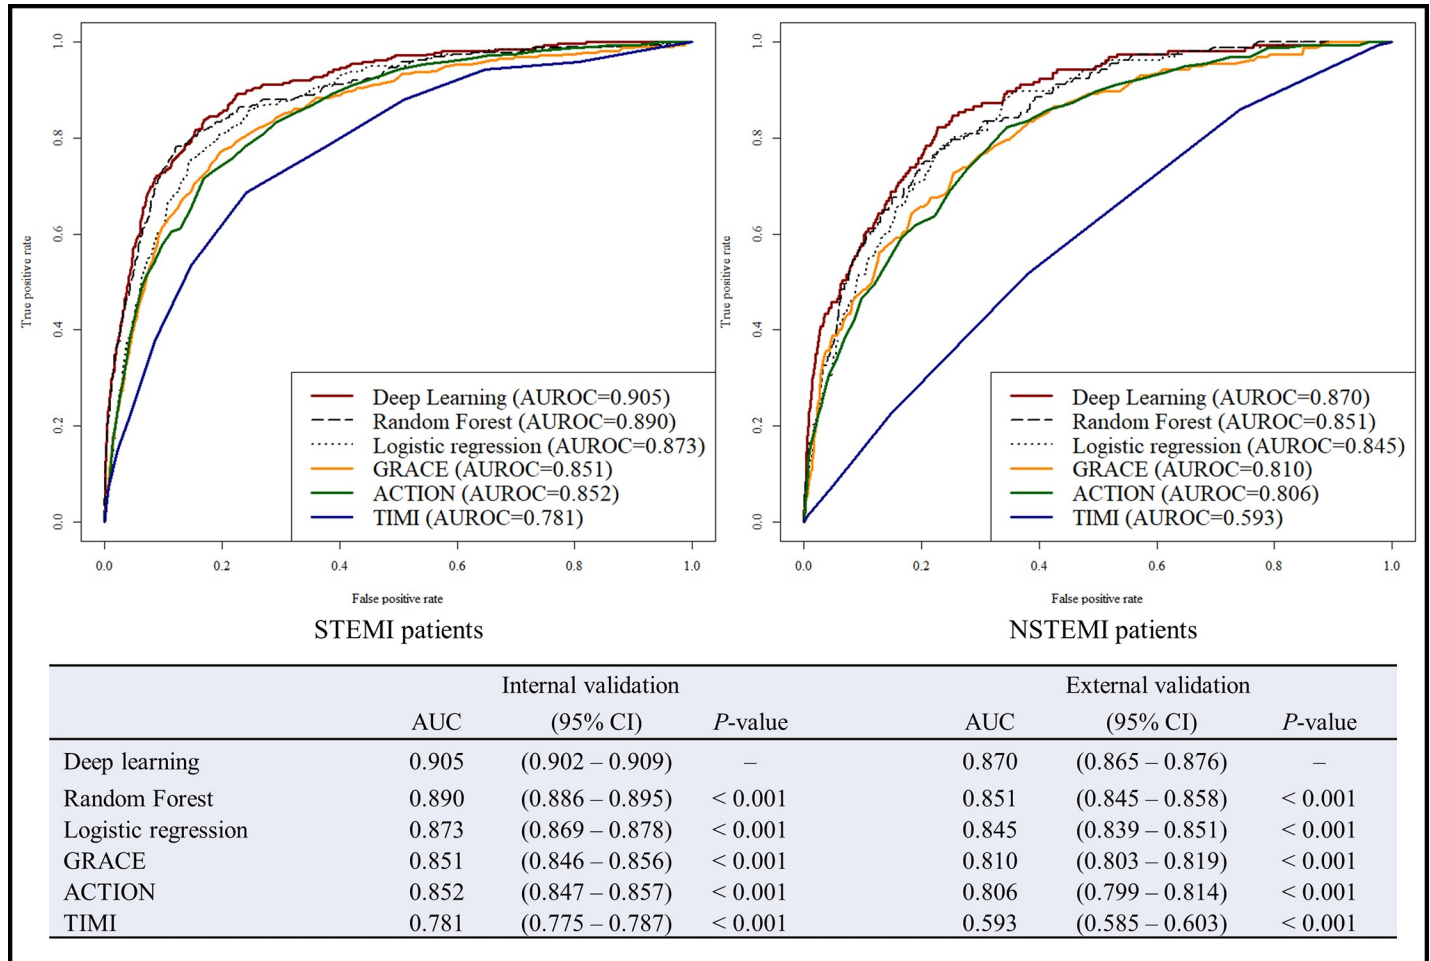 1.0
0.8
0.6
0.4
0.2
0.0
True positive rate
Deep Learning (AUROC=0.905)
Random Forest (AUROC=0.890)
Logistic regression (AUROC=0.873)
GRACE (AUROC=0.851)
ACTION (AUROC=0.852)
TIMI (AUROC=0.781)
0.0 0.2 0.4 0.6 0.8 1.0
False positive rate
STEMI patients
1.0
0.8
0.6
0.4
0.2
0.0
True positive rate
Deep Learning (AUROC=0.870)
Random Forest (AUROC=0.851)
Logistic regression (AUROC=0.845)
GRACE (AUROC=0.810)
ACTION (AUROC=0.806)
TIMI (AUROC=0.593)
0.0 0.2 0.4 0.6 0.8 1.0
False positive rate
NSTEMI patients
Internal validation External validation
AUC (95% CI) P-value AUC (95% CI) P-value
Deep learning 0.905 (0.902 – 0.909) – 0.870 (0.865 – 0.876) –
Random Forest 0.890 (0.886 – 0.895) < 0.001 0.851 (0.845 – 0.858) < 0.001
Logistic regression 0.873 (0.869 – 0.878) < 0.001 0.845 (0.839 – 0.851) < 0.001
GRACE 0.851 (0.846 – 0.856) < 0.001 0.810 (0.803 – 0.819) < 0.001
ACTION 0.852 (0.847 – 0.857) < 0.001 0.806 (0.799 – 0.814) < 0.001
TIMI 0.781 (0.775 – 0.787) < 0.001 0.593 (0.585 – 0.603) < 0.001